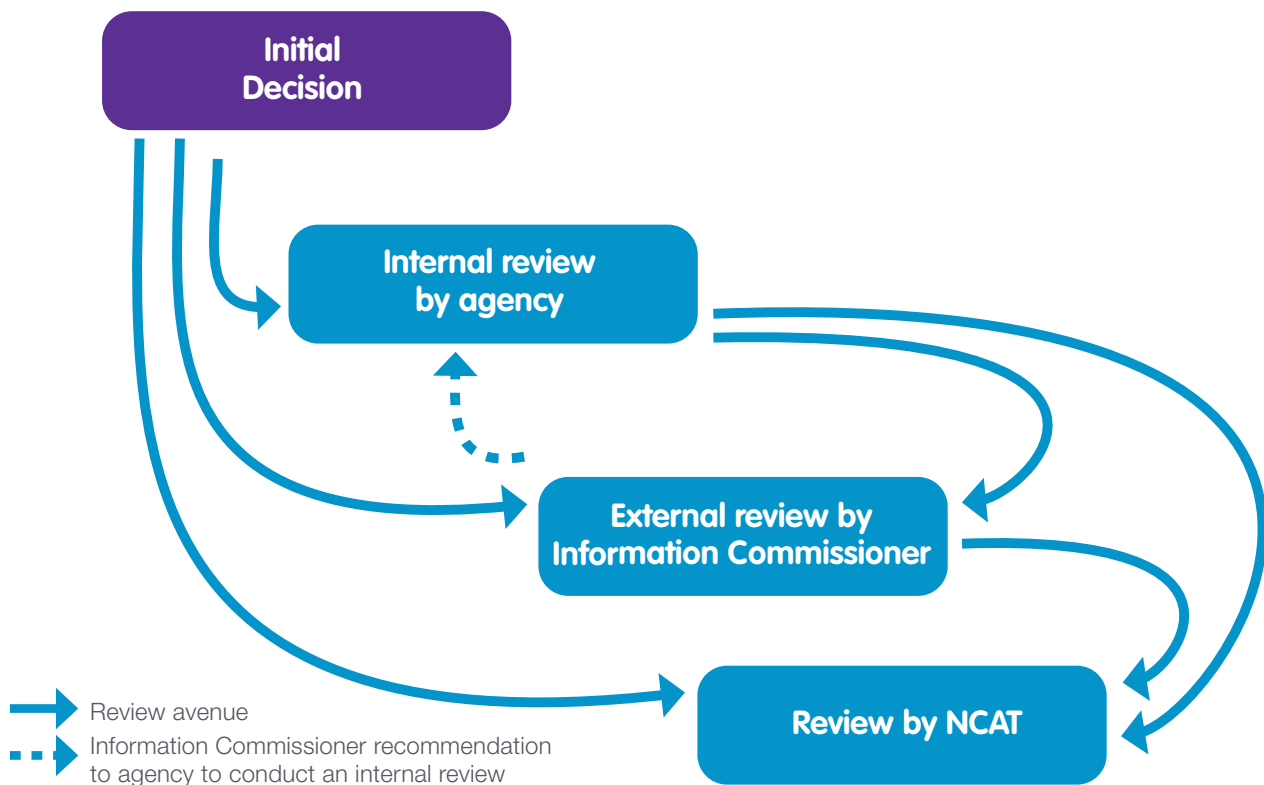 Initial
Decision
Internal review
by agency
External review by
Information Commissioner
Review by NCAT
Review avenue
Information Commissioner recommendation
to agency to conduct an internal review